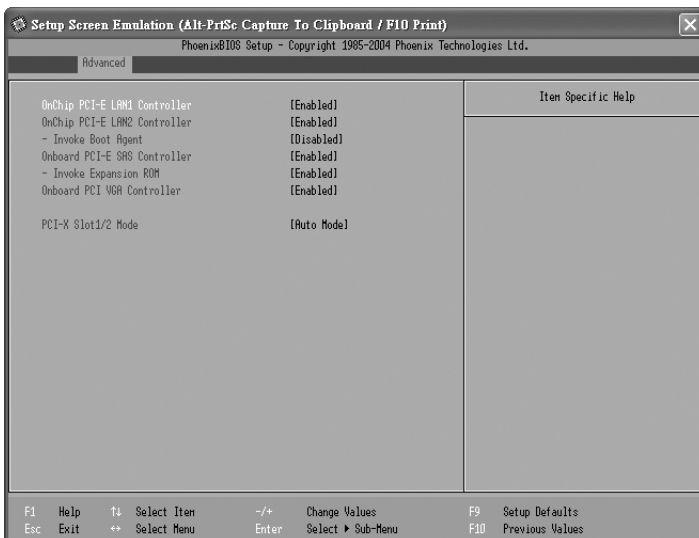 Setup Screen Emulation (Alt-PrtSc Capture To Clipboard / F10 Print)
PhoenixBIOS Setup - Copyright 1985-2004 Phoenix Technologies Ltd.
Advanced
Item Specific Help
OnChip PCI-E LAN1 Controller [Enabled]
OnChip PCI-E LAN2 Controller [Enabled]
- Invoke Boot Agent [Disabled]
Onboard PCI-E SAS Controller [Enabled]
- Invoke Expansion ROM [Enabled]
Onboard PCI VGA Controller [Enabled]
PCI-X Slot1/2 Mode [Auto Mode]
F1 Help ↑↓ Select Item -/+ Change Values F9 Setup Defaults
Esc Exit ↔ Select Menu Enter Select ▶ Sub-Menu F10 Previous Values